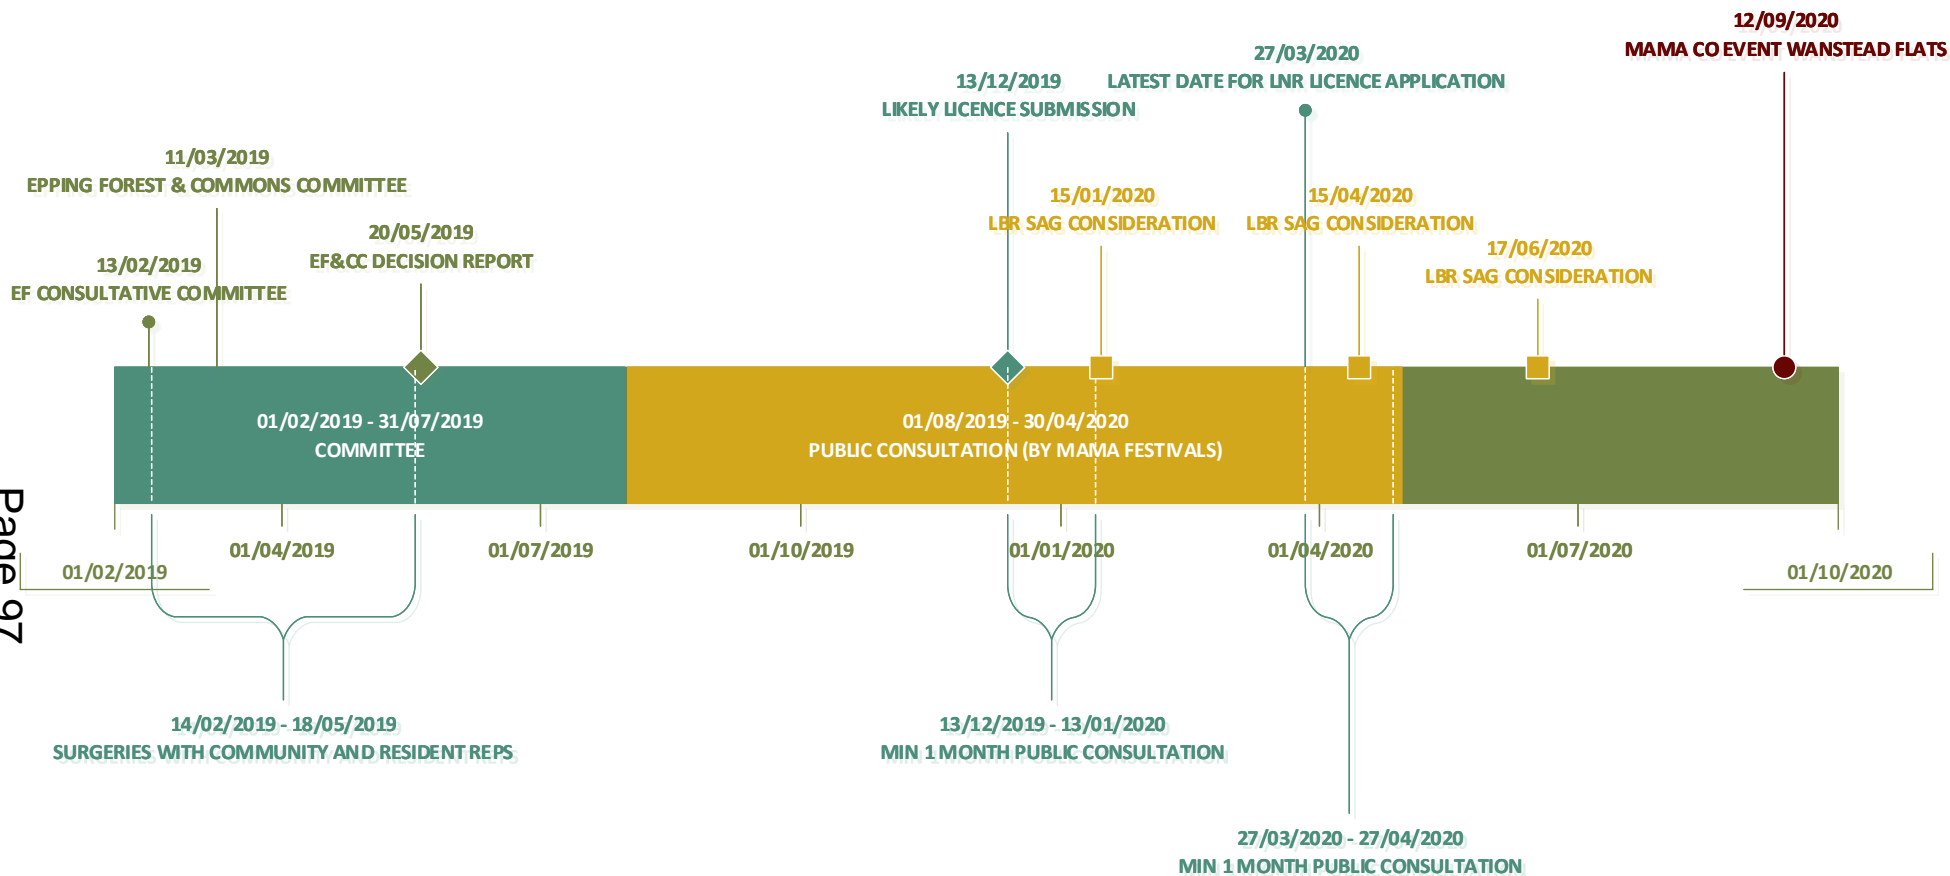 12/09/2020
MAMA CO EVENT WANSTEAD FLATS
27/03/2020
LATEST DATE FOR LNR LICENCE APPLICATION
13/12/2019
LIKELY LICENCE SUBMISSION
11/03/2019
EPPING FOREST & COMMONS COMMITTEE
15/01/2020
LBR SAG CONSIDERATION
15/04/2020
LBR SAG CONSIDERATION
20/05/2019
EF&CC DECISION REPORT
17/06/2020
LBR SAG CONSIDERATION
13/02/2019
EF CONSULTATIVE COMMITTEE
01/02/2019 - 31/07/2019
COMMITTEE
01/08/2019 - 30/04/2020
PUBLIC CONSULTATION (BY MAMA FESTIVALS)
01/02/2019
01/04/2019
01/07/2019
01/10/2019
01/01/2020
01/04/2020
01/07/2020
01/10/2020
14/02/2019 - 18/05/2019
SURGERIES WITH COMMUNITY AND RESIDENT REPS
13/12/2019 - 13/01/2020
MIN 1 MONTH PUBLIC CONSULTATION
27/03/2020 - 27/04/2020
MIN 1 MONTH PUBLIC CONSULTATION
Page 97